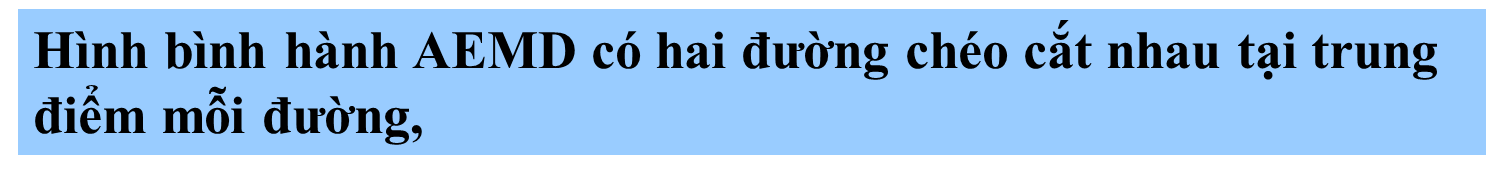 Hình bình hành AEMD có hai đường chéo cắt nhau tại trung
điểm mỗi đường,